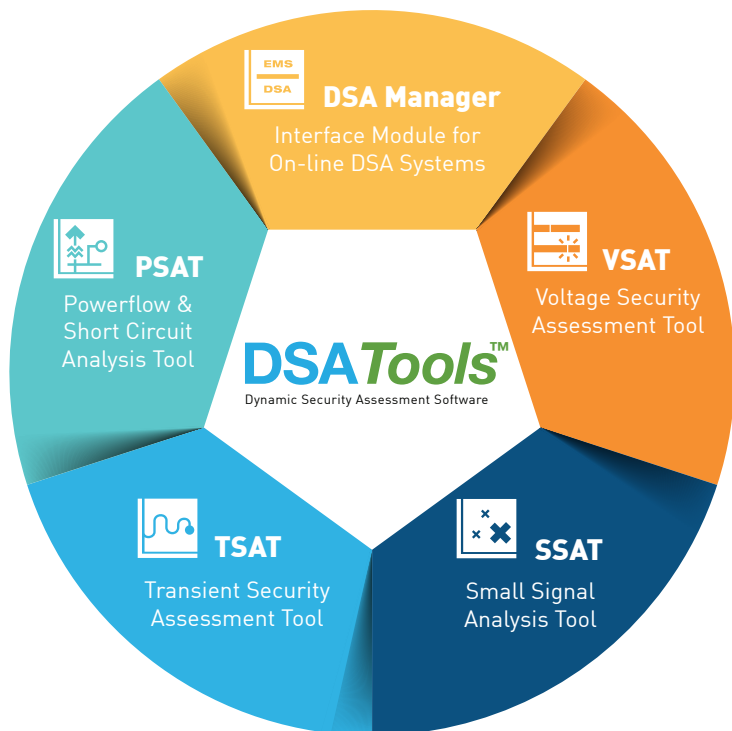 EMS
DSA
DSA Manager
Interface Module for
On-line DSA Systems
PSAT
Powerflow &
Short Circuit
Analysis Tool
VSAT
Voltage Security
Assessment Tool
DSATools™
Dynamic Security Assessment Software
TSAT
Transient Security
Assessment Tool
SSAT
Small Signal
Analysis Tool